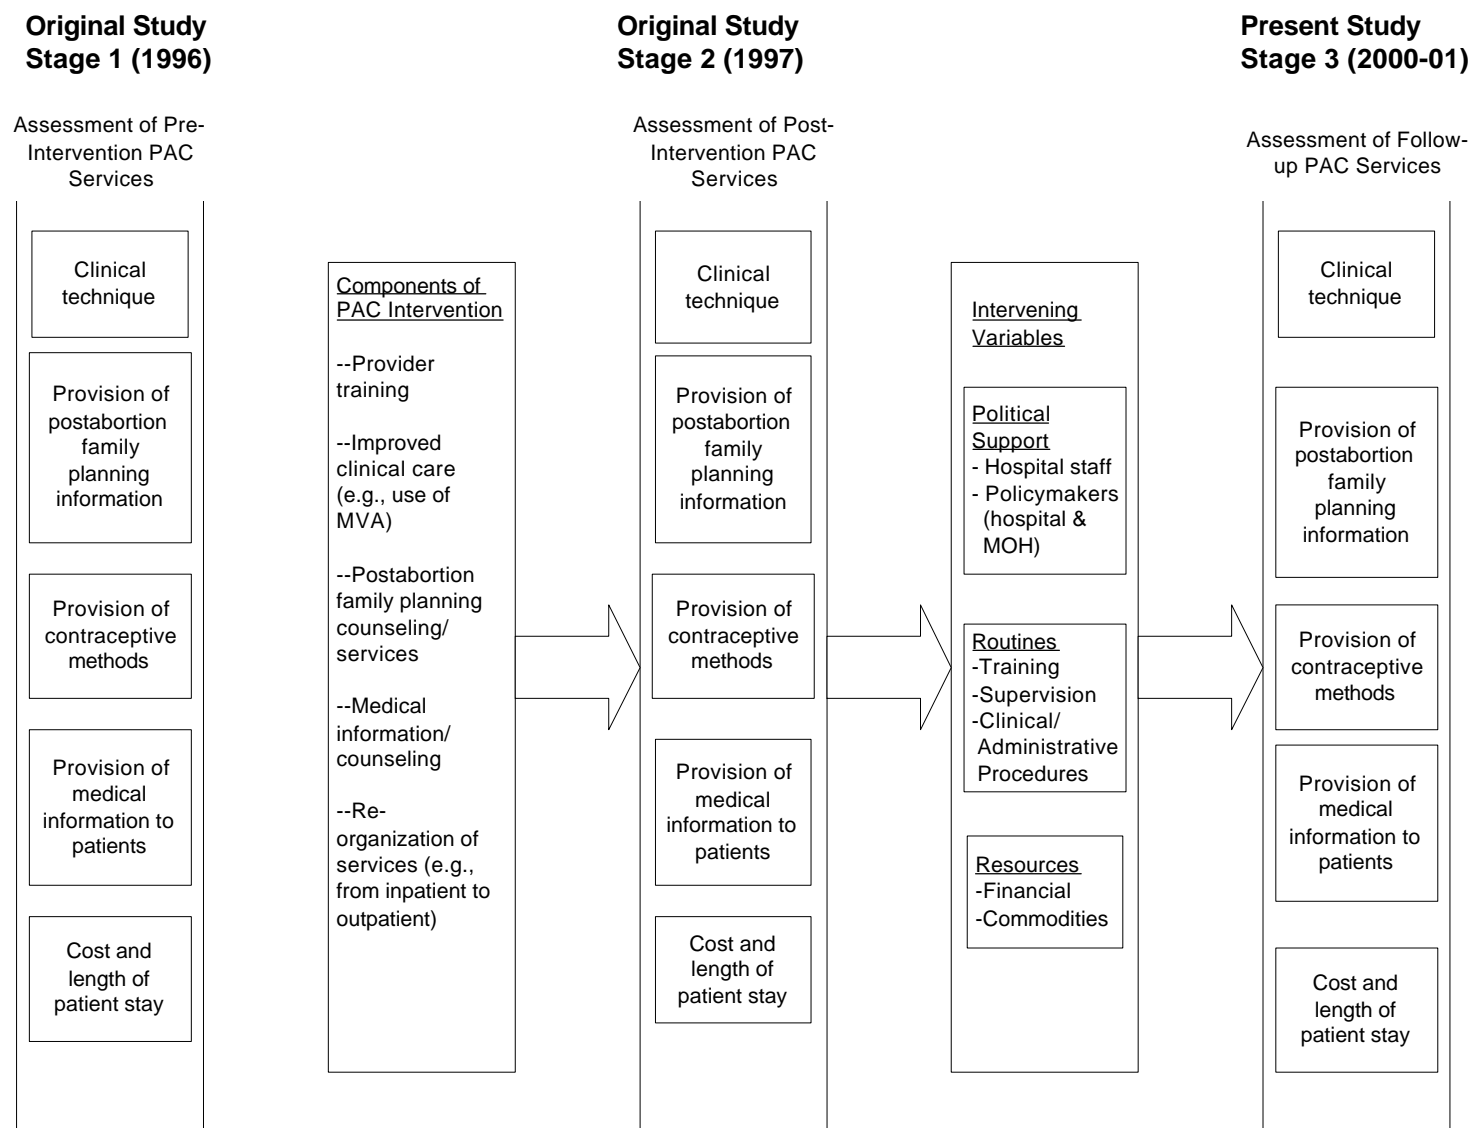 Original Study
Stage 1 (1996)
Original Study
Stage 2 (1997)
Present Study
Stage 3 (2000-01)
Assessment of Pre-
Intervention PAC
Services
Clinical
technique
Provision of
postabortion
family
planning
information
Provision of
contraceptive
methods
Provision of
medical
information to
patients
Cost and
length of
patient stay
Components of
PAC Intervention
--Provider
training
--Improved
clinical care
(e.g., use of
MVA)
--Postabortion
family planning
counseling/
services
--Medical
information/
counseling
--Re-
organization of
services (e.g.,
from inpatient to
outpatient)
Assessment of Post-
Intervention PAC
Services
Clinical
technique
Provision of
postabortion
family
planning
information
Provision of
contraceptive
methods
Provision of
medical
information to
patients
Cost and
length of
patient stay
Intervening
Variables
Political
Support
- Hospital staff
- Policymakers
(hospital &
MOH)
Routines
-Training
-Supervision
-Clinical/
Administrative
Procedures
Resources
-Financial
-Commodities
Assessment of Follow-
up PAC Services
Clinical
technique
Provision of
postabortion
family
planning
information
Provision of
contraceptive
methods
Provision of
medical
information to
patients
Cost and
length of
patient stay